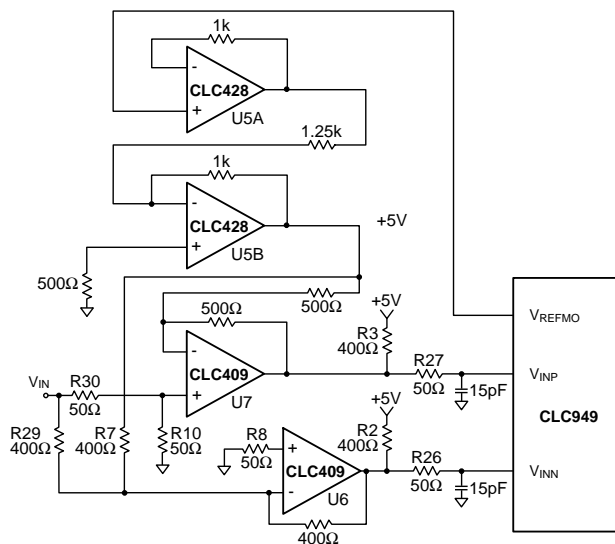 1k
-
CLC428
+
U5A
1.25k
1k
-
CLC428
+
U5B
+5V
500Ω
500Ω
500Ω
-
CLC409
+
U7
+5V
R3
400Ω
R27
50Ω
15pF
VREFMO
VINP
CLC949
VINN
VIN
R30
50Ω
R29
400Ω
R7
400Ω
R10
50Ω
R8
50Ω
+
CLC409
-
U6
400Ω
+5V
R2
400Ω
R26
50Ω
15pF